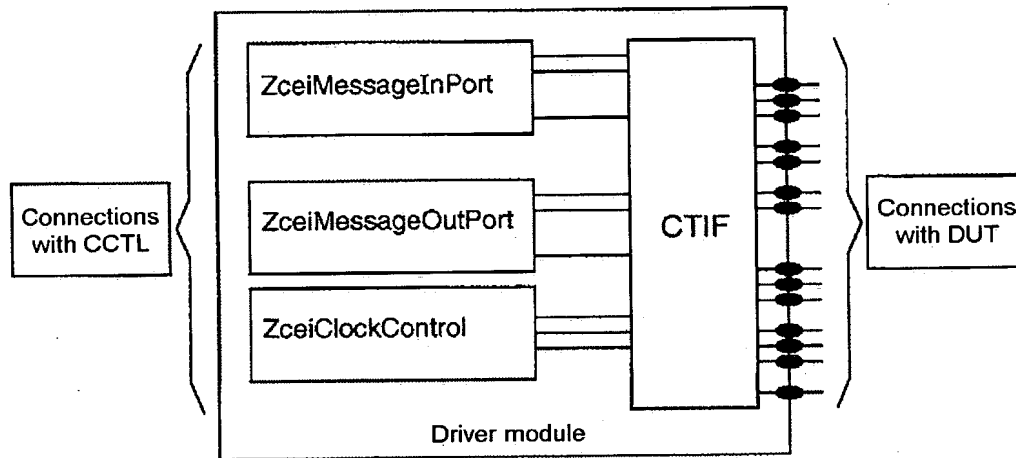 ZceiMessageInPort
ZceiMessageOutPort
ZceiClockControl
CTIF
Connections
with CCTL
Connections
with DUT
Driver module